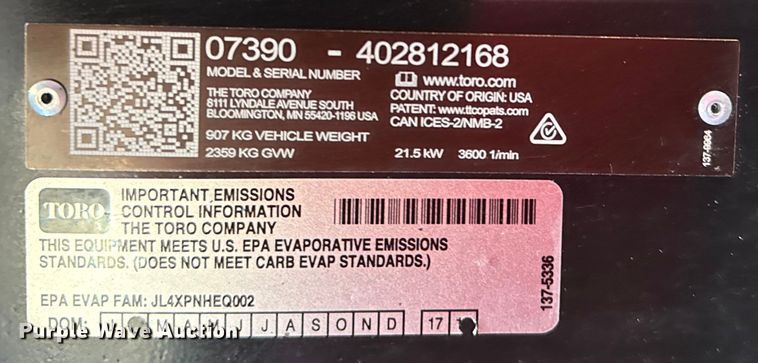 07390 - 402812168
MODEL & SERIAL NUMBER
www.toro.com
THE TORO COMPANY
COUNTRY OF ORIGIN: USA
8111 LYNDALE AVENUE SOUTH
PATENT: www.ttcopats.com
BLOOMINGTON, MN 55420-1196 USA
CAN ICES-2/NMB-2
907 KG VEHICLE WEIGHT
2359 KG GVW 21.5 kW 3600 1/min
137-9984
TORO
IMPORTANT EMISSIONS
CONTROL INFORMATION
THE TORO COMPANY
THIS EQUIPMENT MEETS U.S. EPA EVAPORATIVE EMISSIONS
STANDARDS. (DOES NOT MEET CARB EVAP STANDARDS.)
137-5336
EPA EVAP FAM: JL4XPNHEQ002
DOM: J M A M J J A S O N D 17
Purple Wave Auction